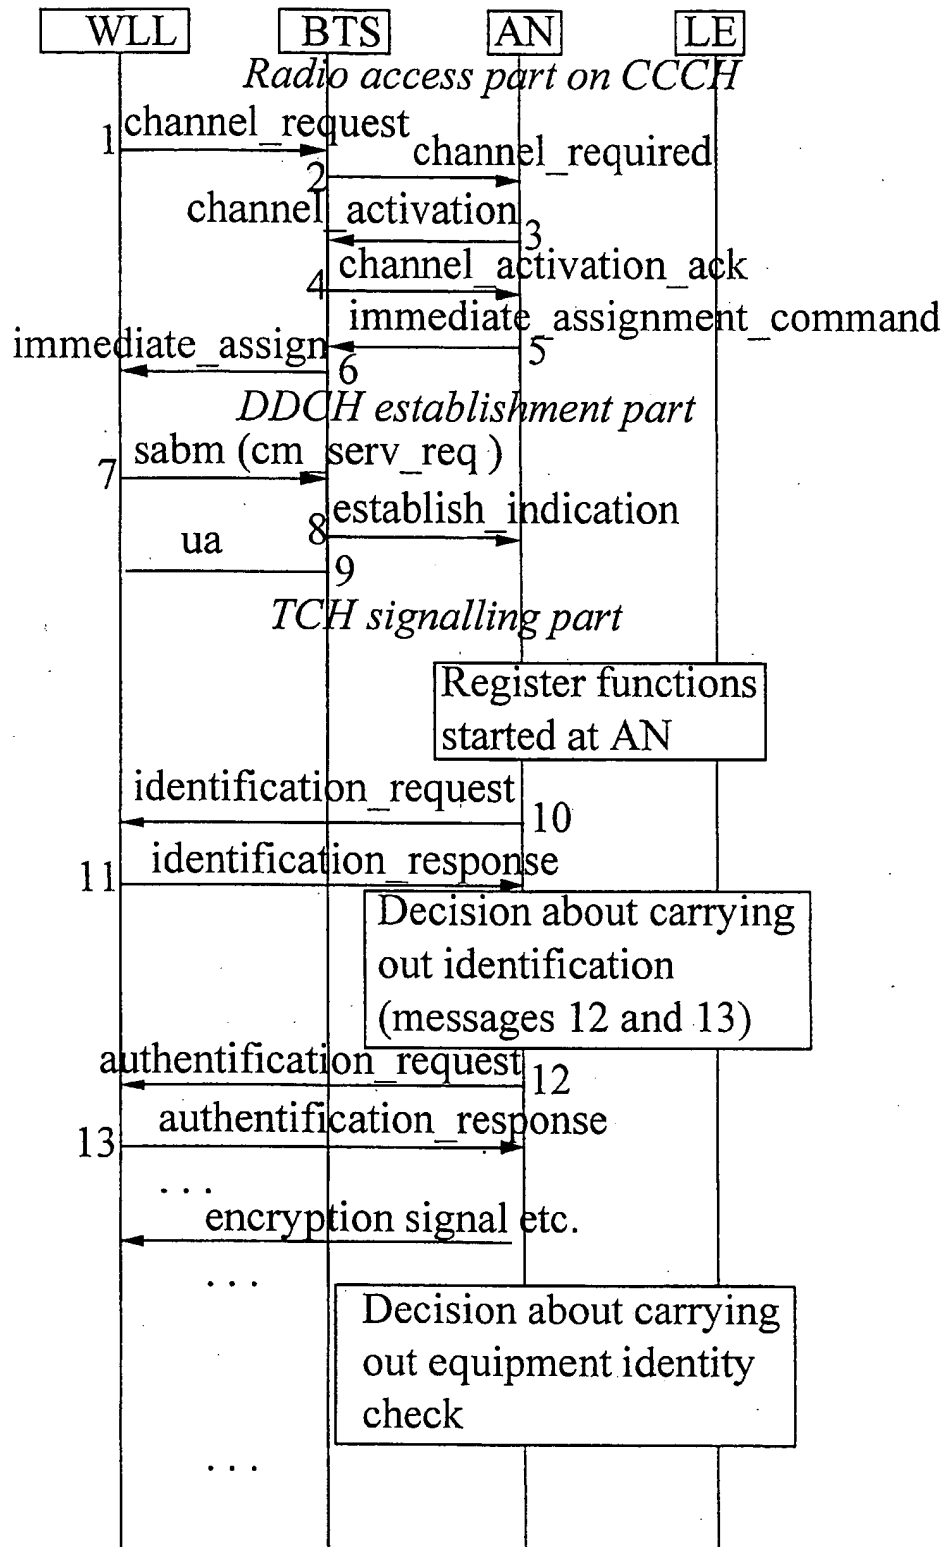 WLL BTS AN LE
Radio access part on CCCH
channel_request
1
channel_required
2
channel_activation
3
channel_activation_ack
4
immediate_assignment_command
5
immediate_assign
6
DDCH establishment part
sabm (cm_serv_req )
7
establish_indication
8
ua
9
TCH signalling part
Register functions
started at AN
identification_request
10
identification_response
11
Decision about carrying
out identification
(messages 12 and 13)
authentification_request
12
authentification_response
13
. . .
encryption signal etc.
. . .
Decision about carrying
out equipment identity
check
. . .